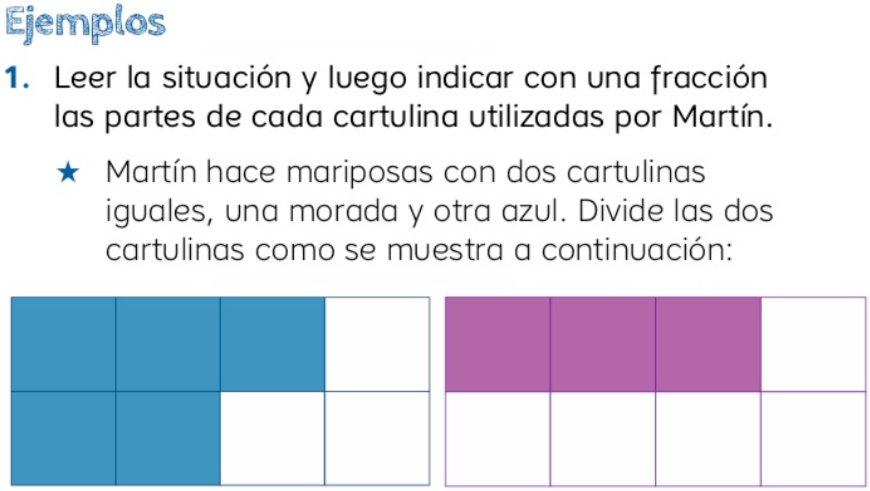 Ejemplos
1. Leer la situación y luego indicar con una fracción
las partes de cada cartulina utilizadas por Martín.
★ Martín hace mariposas con dos cartulinas
iguales, una morada y otra azul. Divide las dos
cartulinas como se muestra a continuación: